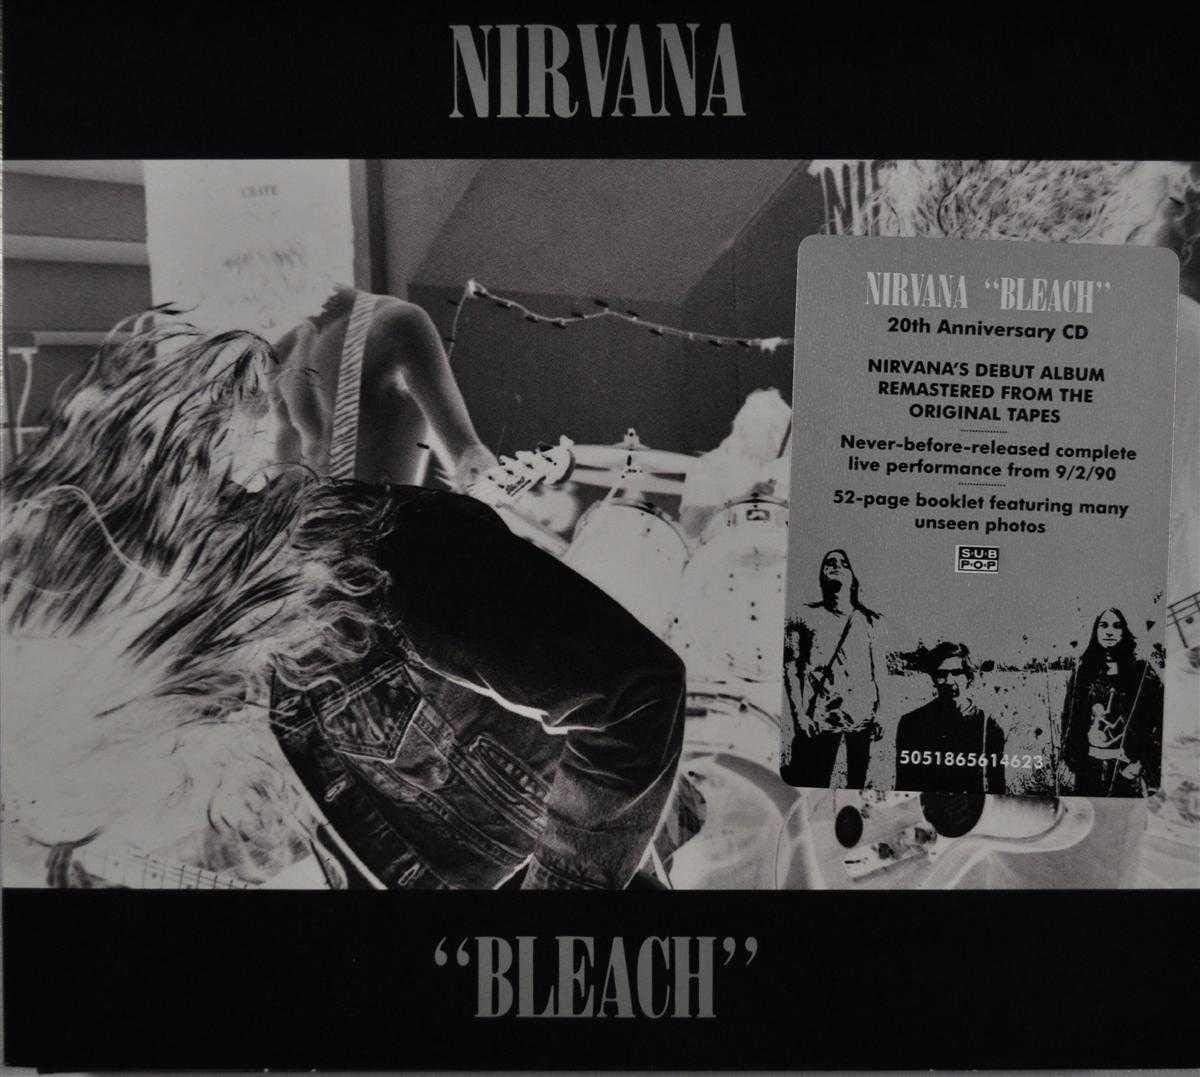 NIRVANA
CRATE
NIRVANA “BLEACH”
20th Anniversary CD
NIRVANA'S DEBUT ALBUM
REMASTERED FROM THE
ORIGINAL TAPES
Never-before-released complete
live performance from 9/2/90
52-page booklet featuring many
unseen photos
SUB
POP
5051865614623
“BLEACH”